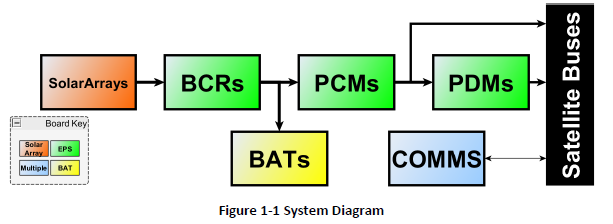 SolarArrays
BCRs
PCMs
PDMs
Satellite Buses
BATs
COMMS
Board Key
Solar
Array
EPS
Multiple
BAT
Figure 1-1 System Diagram